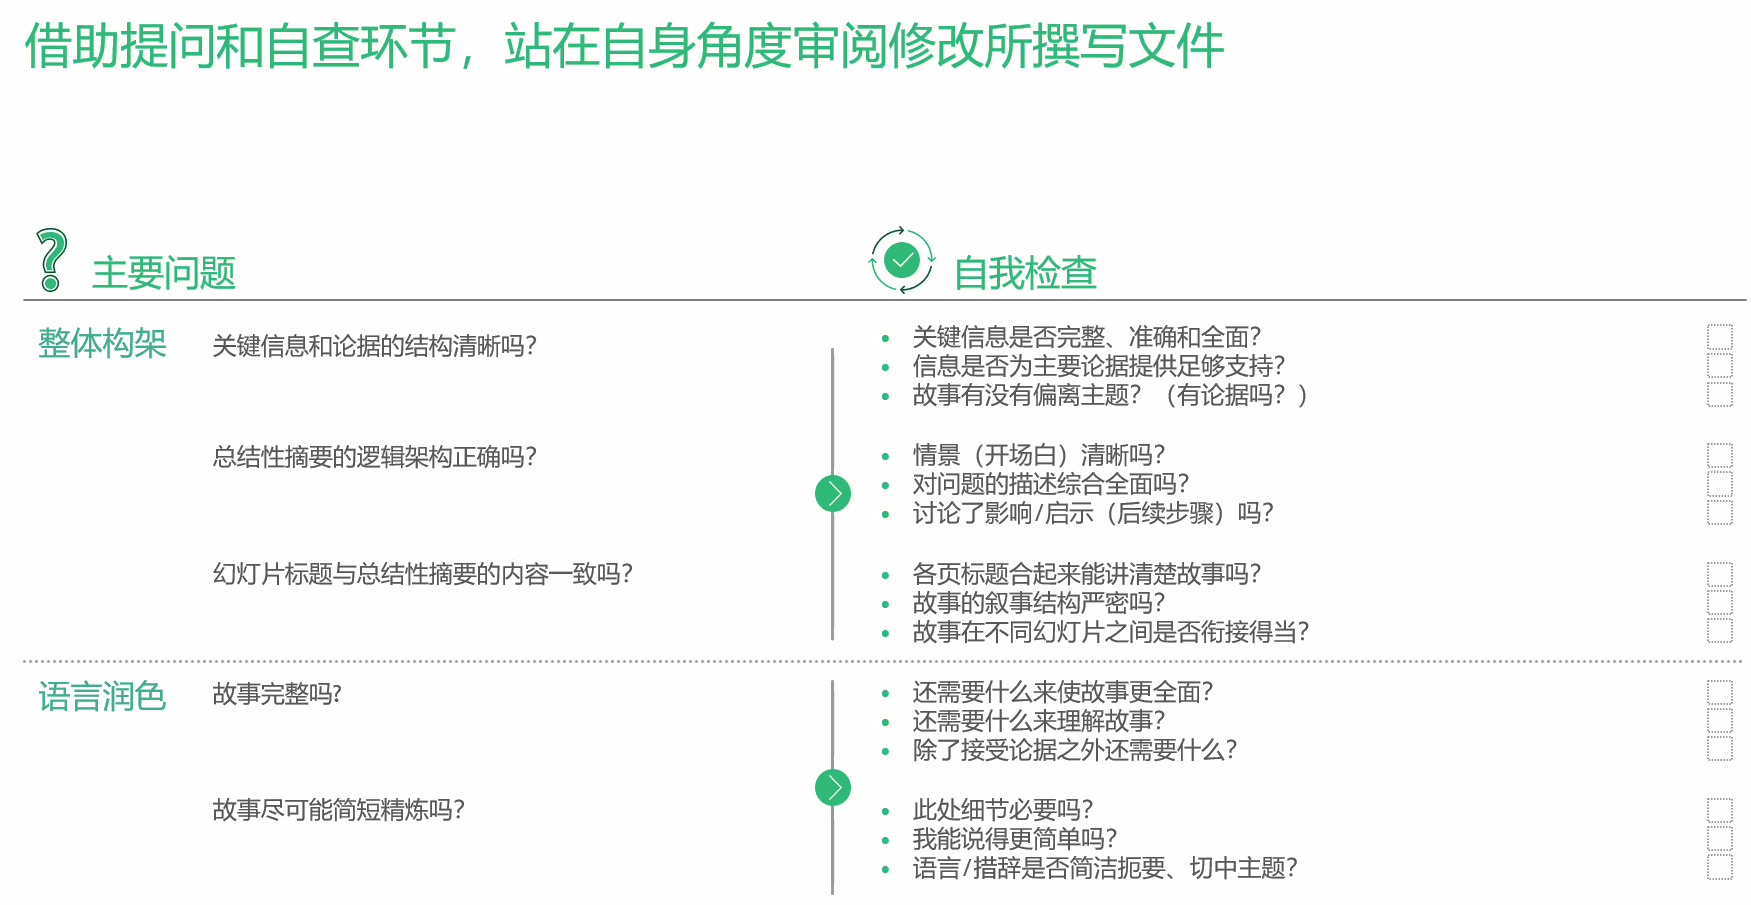 借助提问和自查环节，站在自身角度审阅修改所撰写文件
主要问题
自我检查
整体构架
关键信息和论据的结构清晰吗？
关键信息是否完整、准确和全面？
信息是否为主要论据提供足够支持？
故事有没有偏离主题？（有论据吗？）
总结性摘要的逻辑架构正确吗？
情景（开场白）清晰吗？
对问题的描述综合全面吗？
讨论了影响/启示（后续步骤）吗？
幻灯片标题与总结性摘要的内容一致吗？
各页标题合起来能讲清楚故事吗？
故事的叙事结构严密吗？
故事在不同幻灯片之间是否衔接得当？
语言润色
故事完整吗?
还需要什么来使故事更全面？
还需要什么来理解故事？
除了接受论据之外还需要什么？
故事尽可能简短精炼吗？
此处细节必要吗？
我能说得更简单吗？
语言/措辞是否简洁扼要、切中主题？